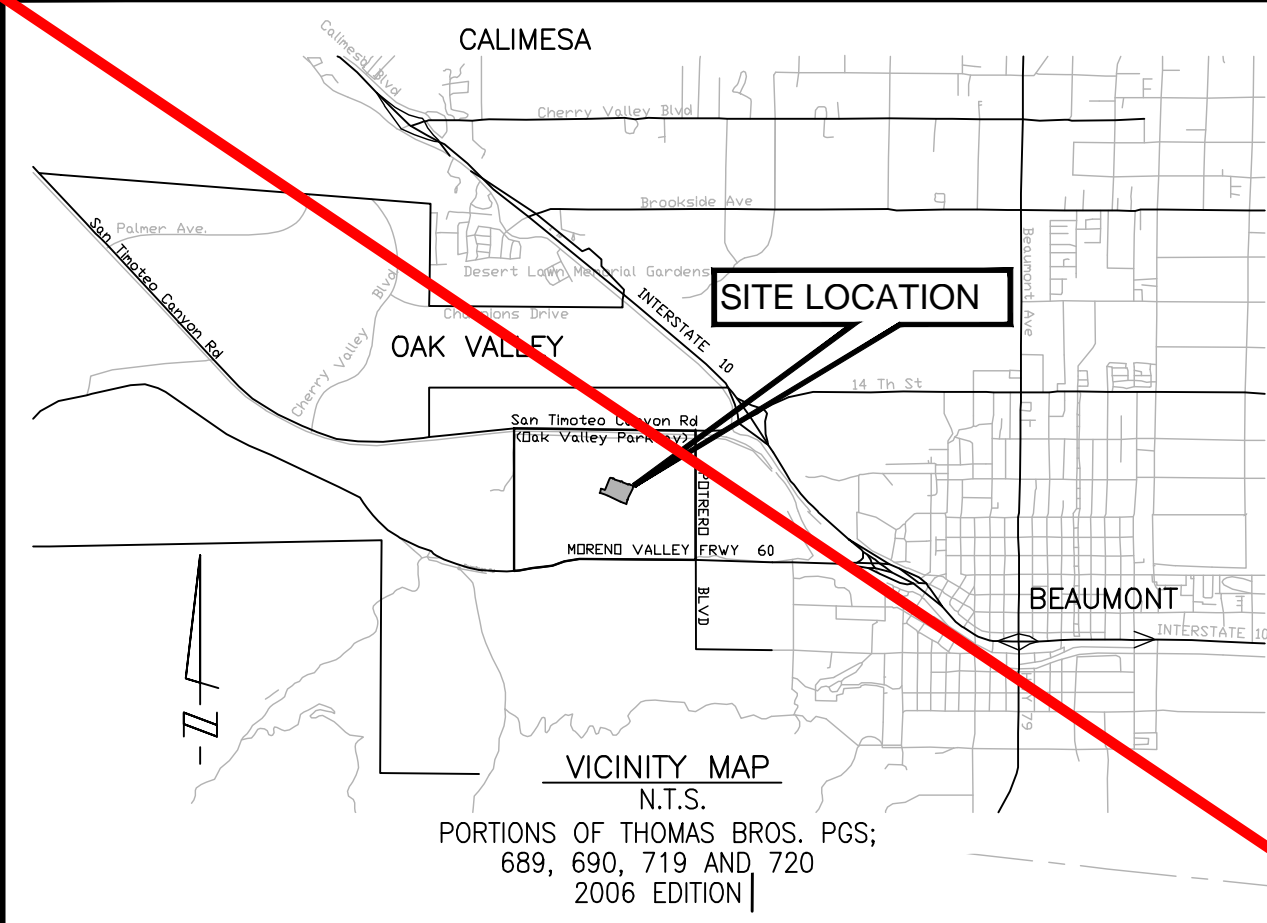 CALIMESA
Calimesa Blvd
Cherry Valley Blvd
Brookside Ave
San Timoteo Canyon Rd
Palmer Ave.
Beaumont Ave
Desert Lawn Memorial Gardens
Cherry Valley Blvd
SITE LOCATION
INTERSTATE 10
Champions Drive
OAK VALLEY
14 Th St
San Timoteo Canyon Rd
(Oak Valley Parkway)
POTRERO BLVD
MORENO VALLEY FRWY 60
BEAUMONT
INTERSTATE 10
79
N
VICINITY MAP
N.T.S.
PORTIONS OF THOMAS BROS. PGS;
689, 690, 719 AND 720
2006 EDITION